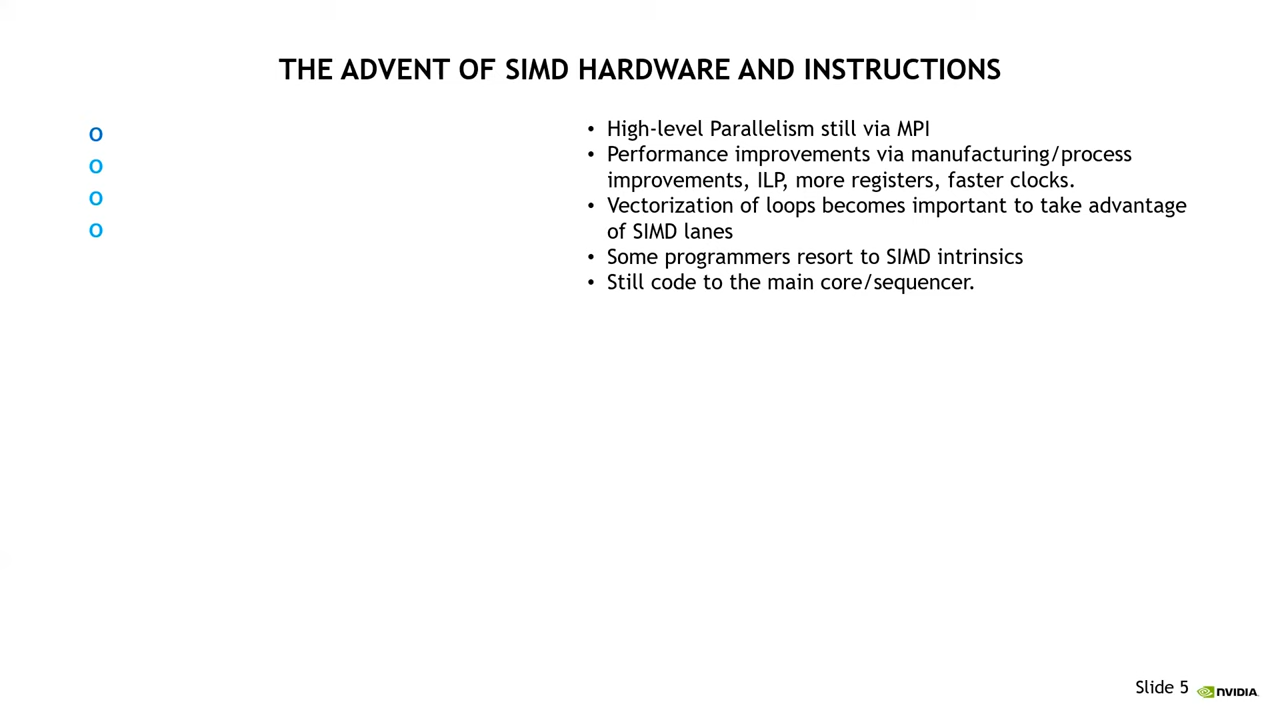 THE ADVENT OF SIMD HARDWARE AND INSTRUCTIONS
o
o
o
o
• High-level Parallelism still via MPI
• Performance improvements via manufacturing/process
improvements, ILP, more registers, faster clocks.
• Vectorization of loops becomes important to take advantage
of SIMD lanes
• Some programmers resort to SIMD intrinsics
• Still code to the main core/sequencer.
Slide 5 NVIDIA.